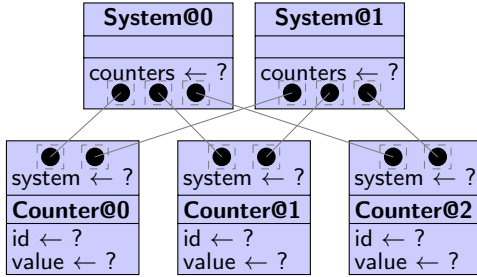 System@0 System@1
counters ← ? counters ← ?
system ← ? system ← ? system ← ?
Counter@0 Counter@1 Counter@2
id ← ? id ← ? id ← ?
value ← ? value ← ? value ← ?